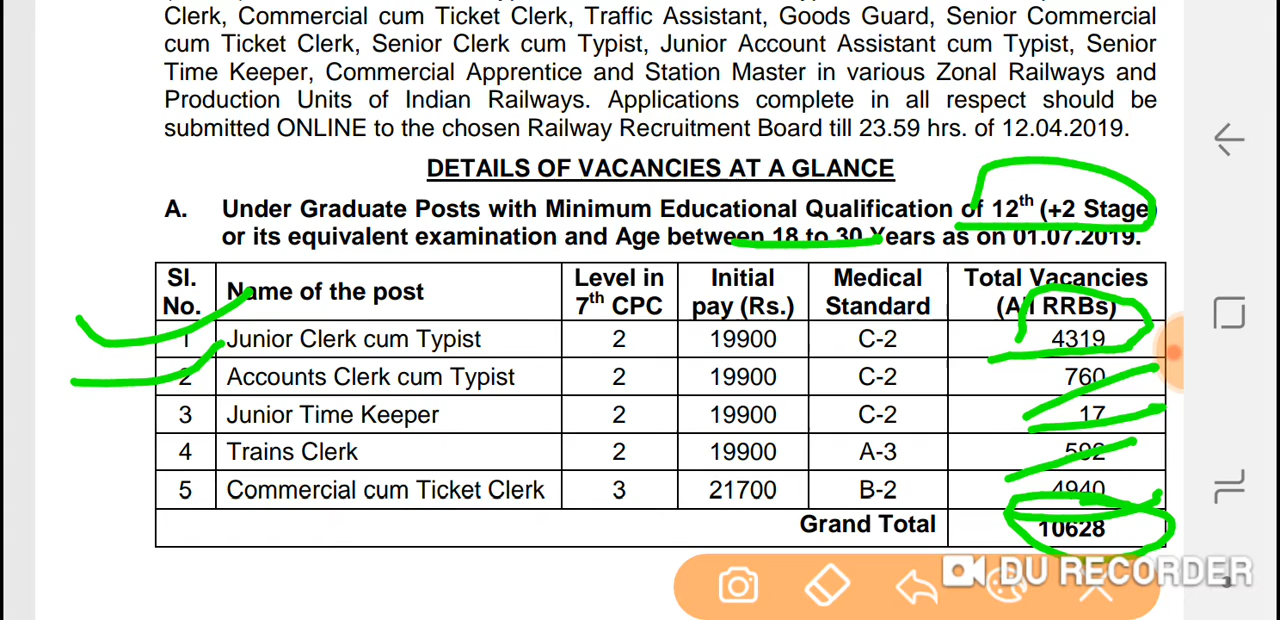 Clerk, Commercial cum Ticket Clerk, Traffic Assistant, Goods Guard, Senior Commercial
cum Ticket Clerk, Senior Clerk cum Typist, Junior Account Assistant cum Typist, Senior
Time Keeper, Commercial Apprentice and Station Master in various Zonal Railways and
Production Units of Indian Railways. Applications complete in all respect should be
submitted ONLINE to the chosen Railway Recruitment Board till 23.59 hrs. of 12.04.2019.
DETAILS OF VACANCIES AT A GLANCE
A. Under Graduate Posts with Minimum Educational Qualification of 12th (+2 Stage)
or its equivalent examination and Age between 18 to 30 Years as on 01.07.2019.
Sl. No. Name of the post Level in 7th CPC Initial pay (Rs.) Medical Standard Total Vacancies (All RRBs)
1 Junior Clerk cum Typist 2 19900 C-2 4319
2 Accounts Clerk cum Typist 2 19900 C-2 760
3 Junior Time Keeper 2 19900 C-2 17
4 Trains Clerk 2 19900 A-3 592
5 Commercial cum Ticket Clerk 3 21700 B-2 4940
Grand Total 10628
DU RECORDER